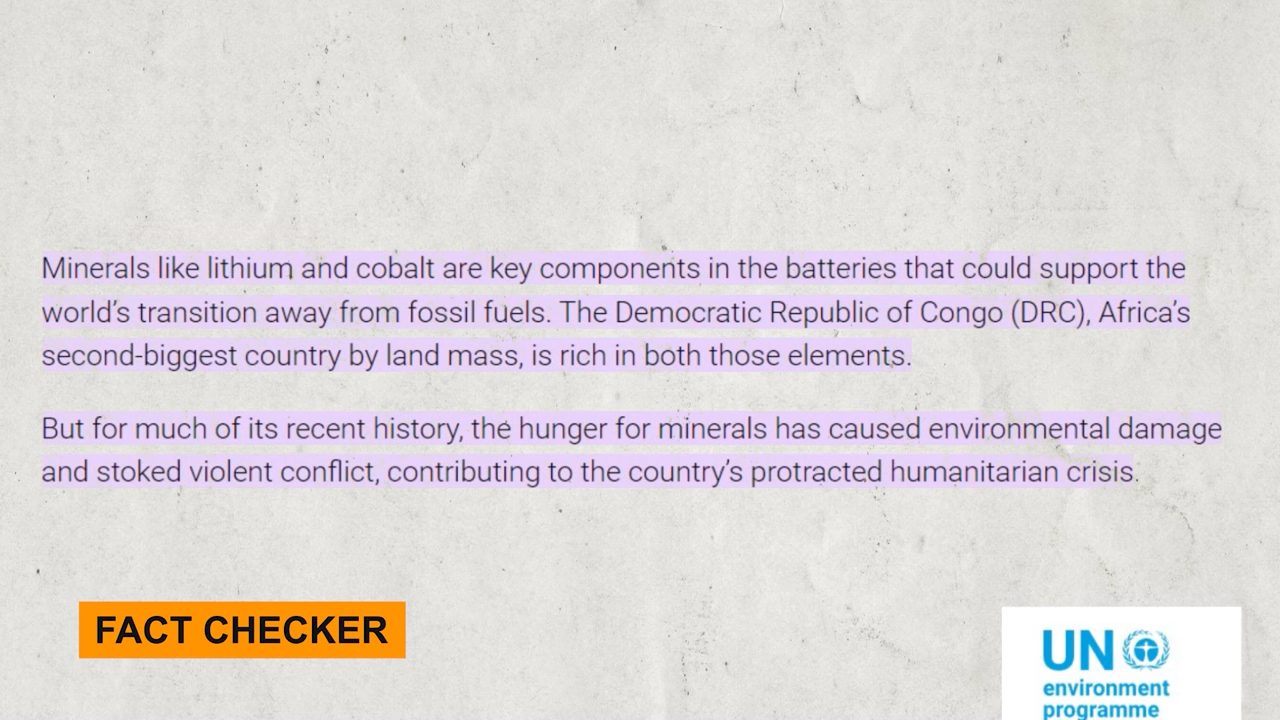 Minerals like lithium and cobalt are key components in the batteries that could support the
world’s transition away from fossil fuels. The Democratic Republic of Congo (DRC), Africa’s
second-biggest country by land mass, is rich in both those elements.
But for much of its recent history, the hunger for minerals has caused environmental damage
and stoked violent conflict, contributing to the country’s protracted humanitarian crisis.
FACT CHECKER
UN
environment
programme